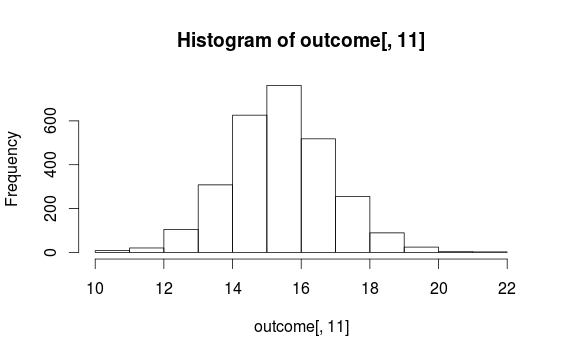 Histogram of outcome[, 11]
Frequency
600
400
200
0
10 12 14 16 18 20 22
outcome[, 11]